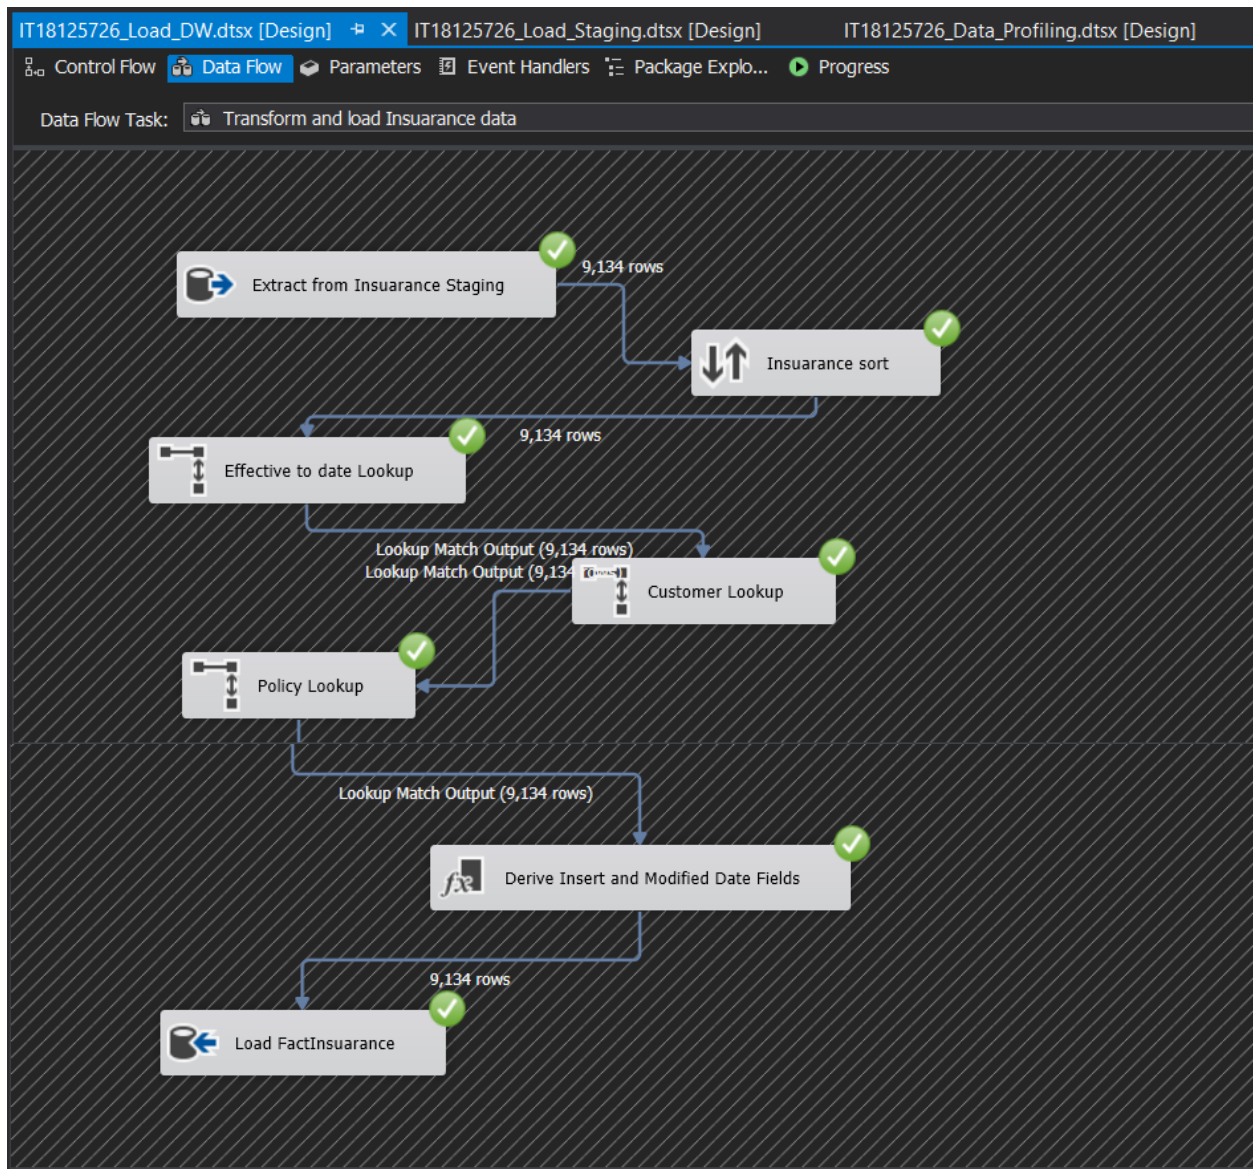 IT18125726_Load_DW.dtsx [Design]
IT18125726_Load_Staging.dtsx [Design]
IT18125726_Data_Profiling.dtsx [Design]
Control Flow
Data Flow
Parameters
Event Handlers
Package Explo...
Progress
Data Flow Task:
Transform and load Insuarance data
Extract from Insuarance Staging
9,134 rows
Insuarance sort
9,134 rows
Effective to date Lookup
Lookup Match Output (9,134 rows)
Lookup Match Output (9,134 rows)
Customer Lookup
Policy Lookup
Lookup Match Output (9,134 rows)
Derive Insert and Modified Date Fields
9,134 rows
Load FactInsuarance